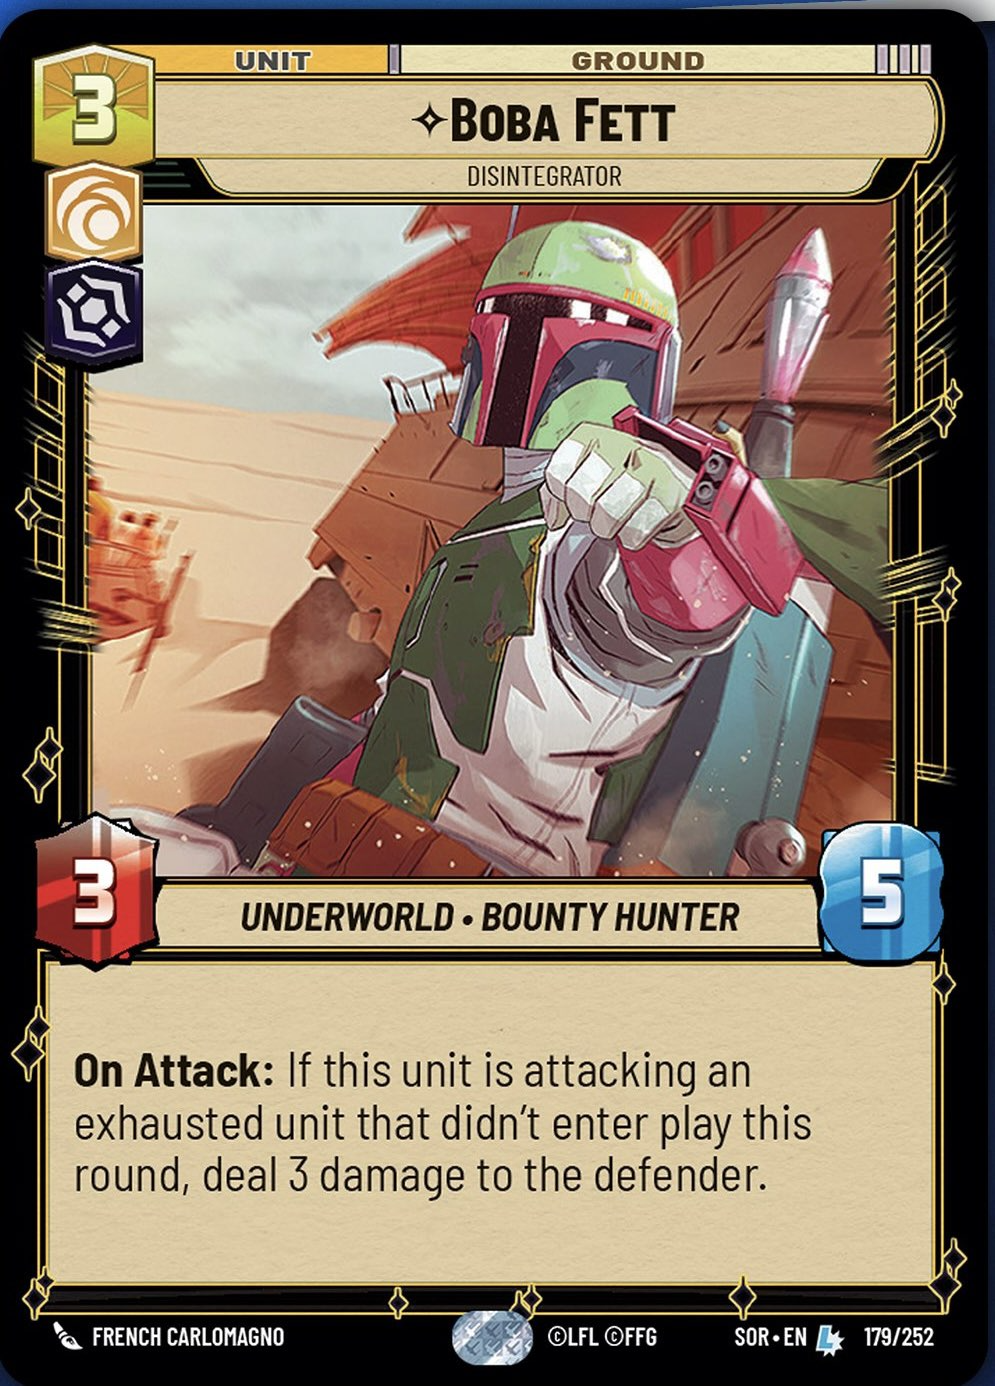 UNIT
GROUND
3
BOBA FETT
DISINTEGRATOR
3
UNDERWORLD • BOUNTY HUNTER
5
On Attack: If this unit is attacking an
exhausted unit that didn't enter play this
round, deal 3 damage to the defender.
FRENCH CARLOMAGNO
©LFL ©FFG
SOR • EN L 179/252